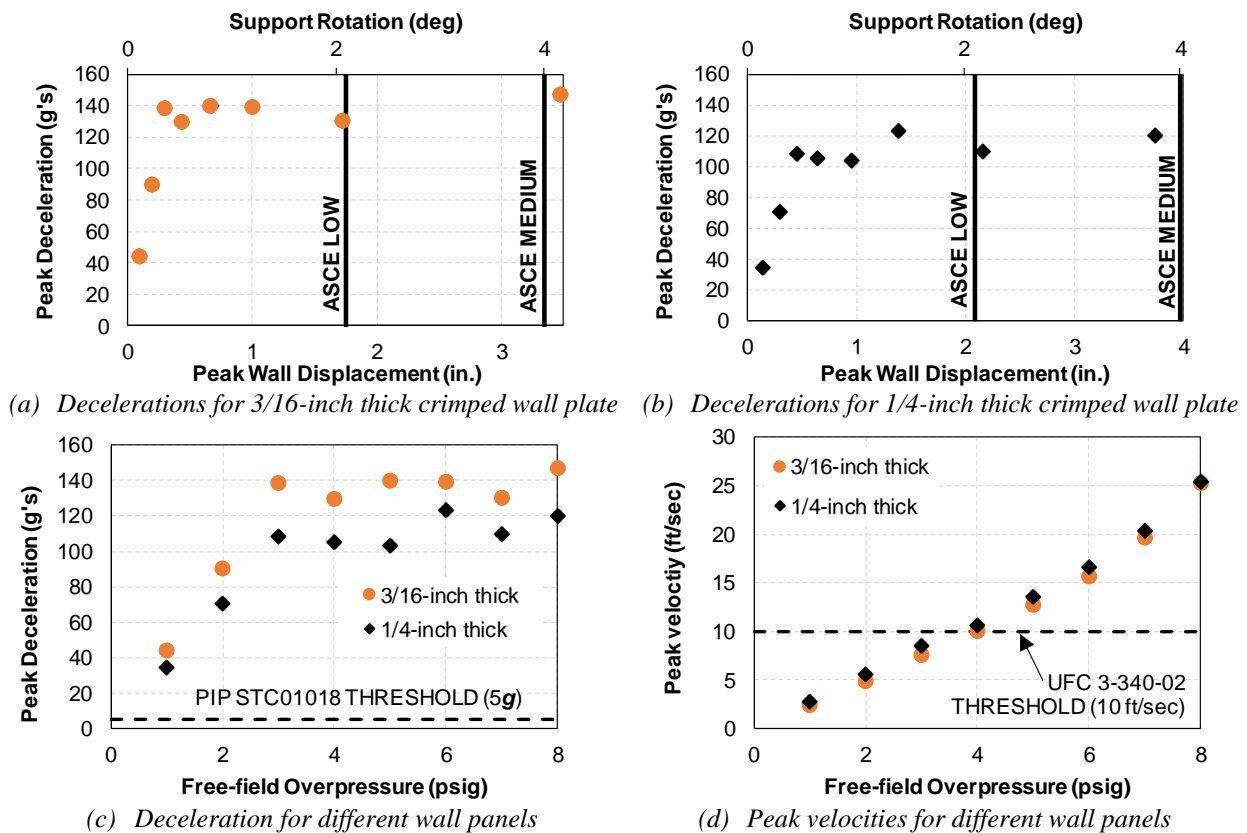 Support Rotation (deg)
0 2 4
160
140
120
100
80
60
40
20
0
Peak Deceleration (g's)
ASCE LOW
ASCE MEDIUM
0 1 2 3
Peak Wall Displacement (in.)
(a) Decelerations for 3/16-inch thick crimped wall plate
Support Rotation (deg)
0 2 4
160
140
120
100
80
60
40
20
0
Peak Deceleration (g's)
ASCE LOW
ASCE MEDIUM
0 1 2 3 4
Peak Wall Displacement (in.)
(b) Decelerations for 1/4-inch thick crimped wall plate
160
140
120
100
80
60
40
20
0
Peak Deceleration (g's)
3/16-inch thick
1/4-inch thick
PIP STC01018 THRESHOLD (5g)
0 2 4 6 8
Free-field Overpressure (psig)
(c) Deceleration for different wall panels
30
25
20
15
10
5
0
Peak veloctiy (ft/sec)
3/16-inch thick
1/4-inch thick
UFC 3-340-02
THRESHOLD (10 ft/sec)
0 2 4 6 8
Free-field Overpressure (psig)
(d) Peak velocities for different wall panels